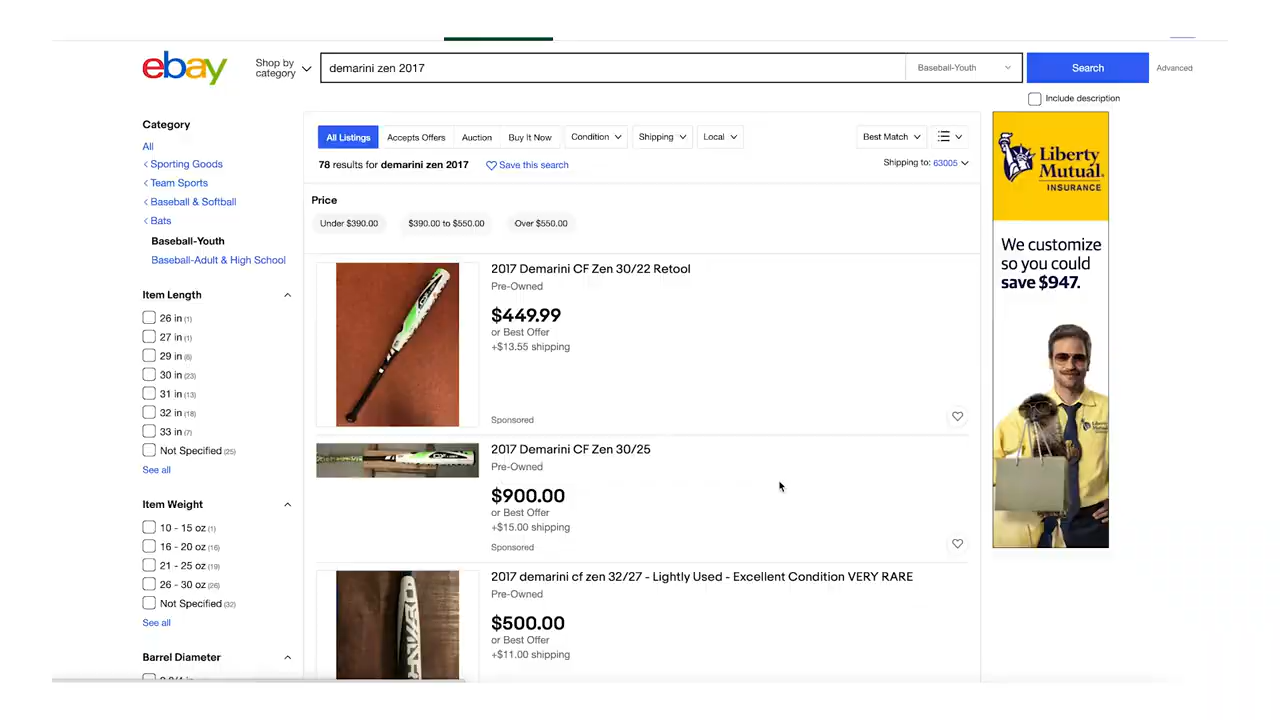 ebay
Shop by
category
demarini zen 2017
Baseball-Youth
Search
Advanced
Include description
Category
All
Sporting Goods
Team Sports
Baseball & Softball
Bats
Baseball-Youth
Baseball-Adult & High School
Item Length
26 in (1)
27 in (1)
29 in (6)
30 in (23)
31 in (13)
32 in (18)
33 in (7)
Not Specified (25)
See all
Item Weight
10 - 15 oz (1)
16 - 20 oz (16)
21 - 25 oz (19)
26 - 30 oz (26)
Not Specified (32)
See all
Barrel Diameter
All Listings
Accepts Offers
Auction
Buy It Now
Condition
Shipping
Local
Best Match
78 results for demarini zen 2017
Save this search
Shipping to: 63005
Price
Under $390.00
$390.00 to $550.00
Over $550.00
2017 Demarini CF Zen 30/22 Retool
Pre-Owned
$449.99
or Best Offer
+$13.55 shipping
Sponsored
2017 Demarini CF Zen 30/25
Pre-Owned
$900.00
or Best Offer
+$15.00 shipping
Sponsored
2017 demarini cf zen 32/27 - Lightly Used - Excellent Condition VERY RARE
Pre-Owned
$500.00
or Best Offer
+$11.00 shipping
Liberty
Mutual.
INSURANCE
We customize
so you could
save $947.